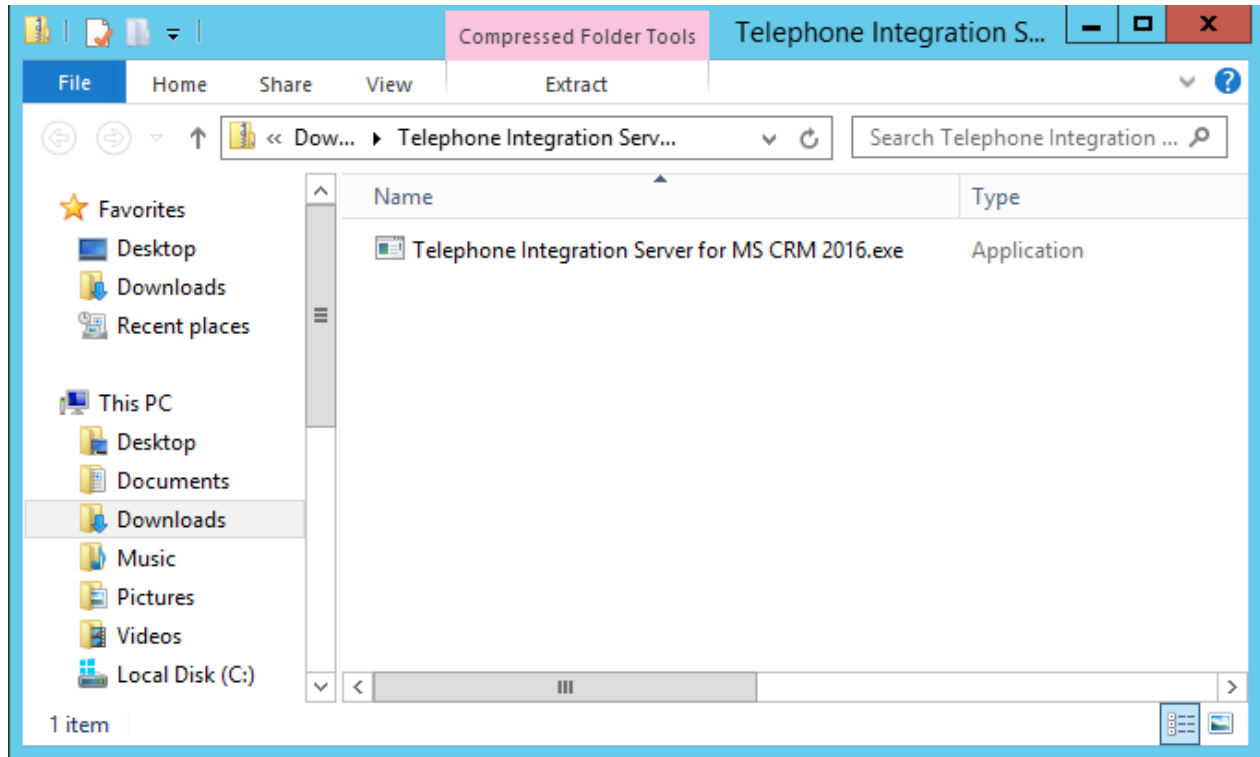 Compressed Folder Tools
Telephone Integration S...
File Home Share View Extract
« Dow... Telephone Integration Serv...
Search Telephone Integration ...
Name Type
Telephone Integration Server for MS CRM 2016.exe Application
Favorites
Desktop
Downloads
Recent places
This PC
Desktop
Documents
Downloads
Music
Pictures
Videos
Local Disk (C:)
1 item